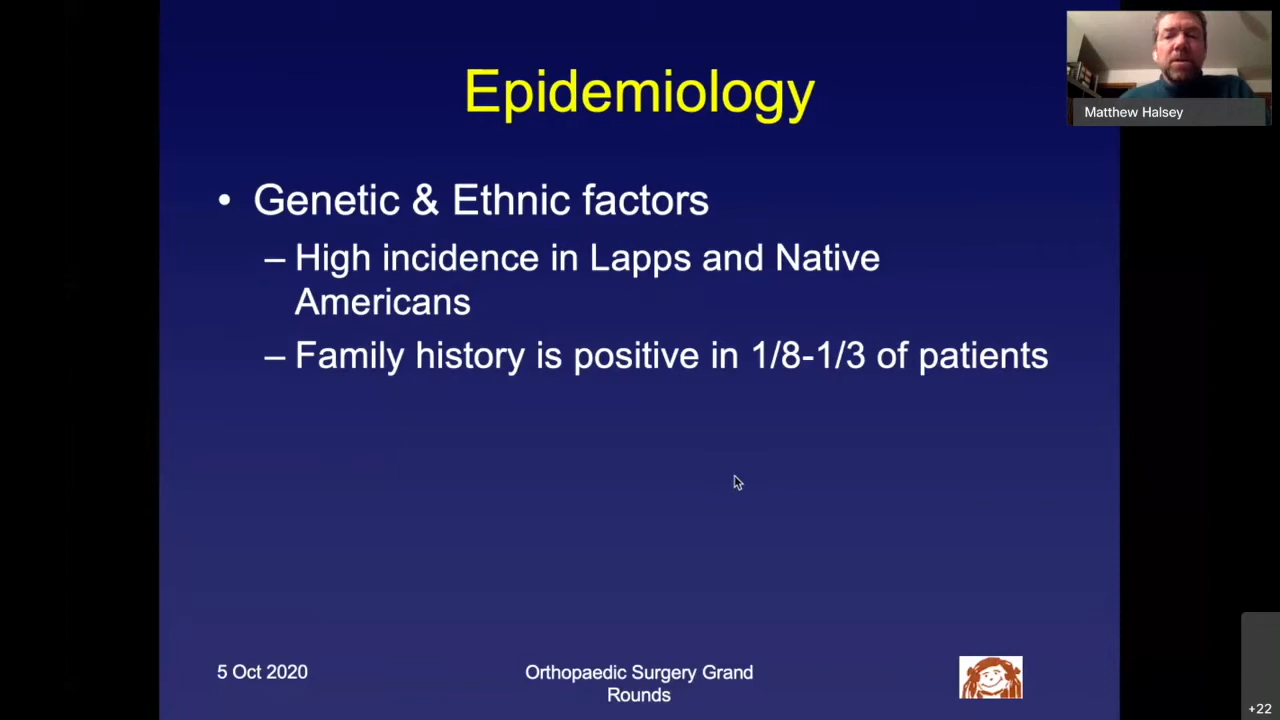 Epidemiology
Matthew Halsey
• Genetic & Ethnic factors
– High incidence in Lapps and Native
Americans
– Family history is positive in 1/8-1/3 of patients
5 Oct 2020
Orthopaedic Surgery Grand
Rounds
+22